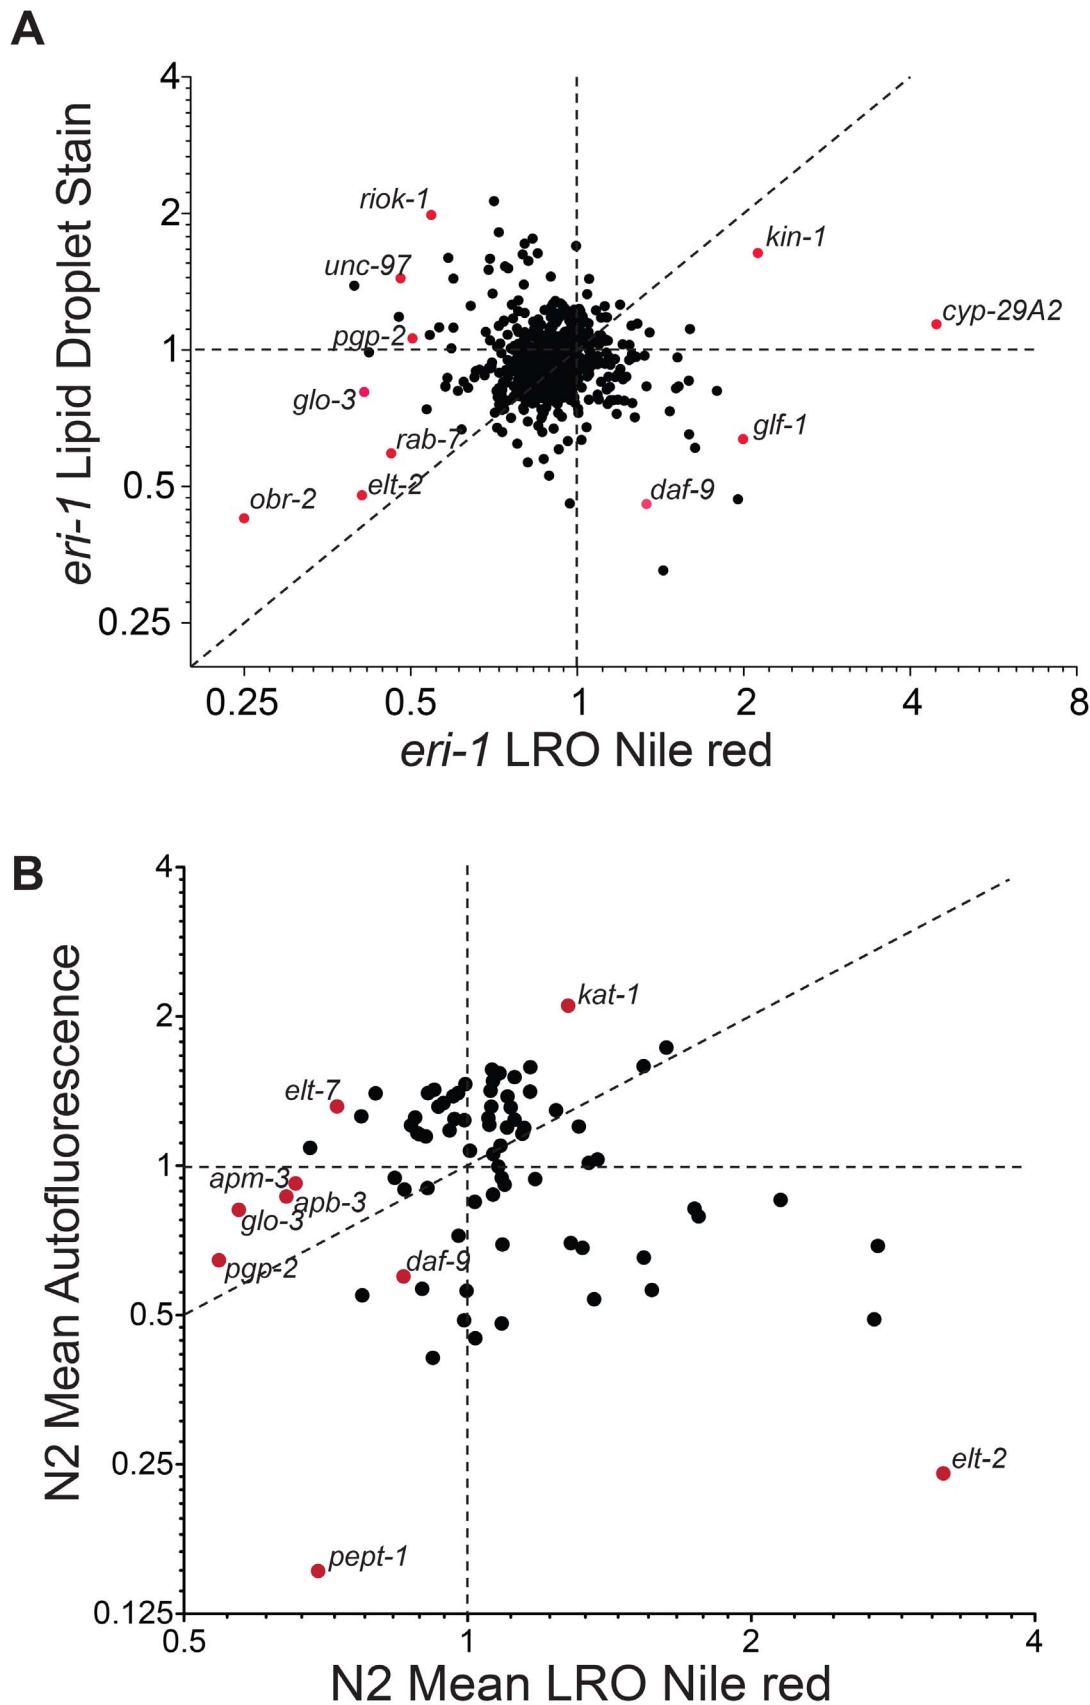 A
4
2
1
0.5
0.25
eri-1 Lipid Droplet Stain
riok-1
unc-97
pgp-2
glo-3
rab-7
elt-2
obr-2
kin-1
cyp-29A2
glf-1
daf-9
0.25 0.5 1 2 4 8
eri-1 LRO Nile red
B
4
2
1
0.5
0.25
0.125
N2 Mean Autofluorescence
kat-1
elt-7
apm-3
apb-3
glo-3
pgp-2
daf-9
elt-2
pept-1
0.5 1 2 4
N2 Mean LRO Nile red